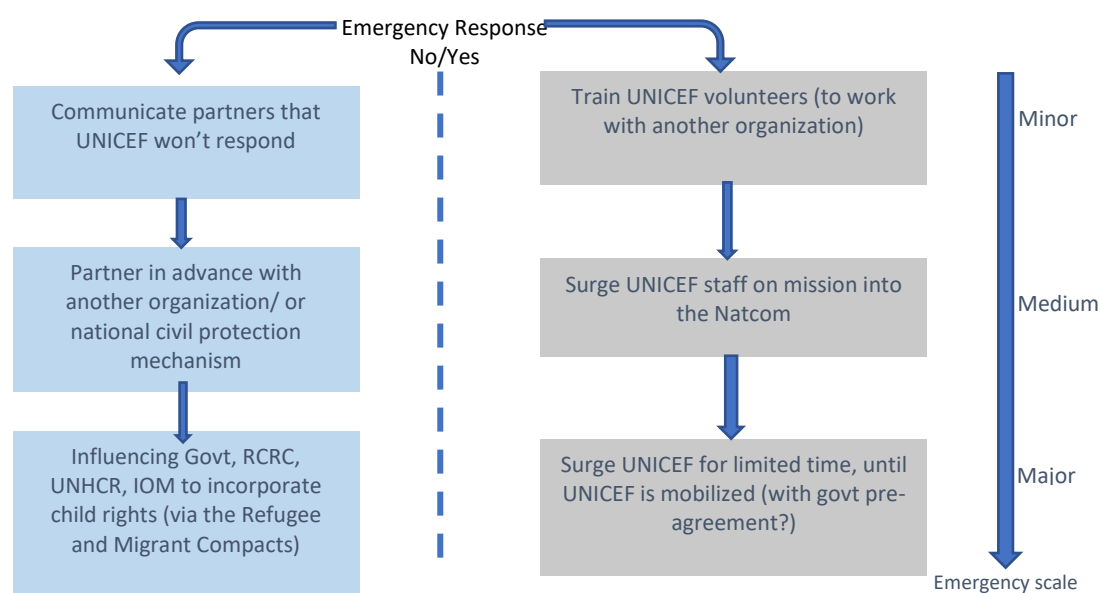 Emergency Response
No/Yes
Communicate partners that
UNICEF won't respond
Partner in advance with
another organization/ or
national civil protection
mechanism
Influencing Govt, RCRC,
UNHCR, IOM to incorporate
child rights (via the Refugee
and Migrant Compacts)
Train UNICEF volunteers (to work
with another organization)
Surge UNICEF staff on mission into
the Natcom
Surge UNICEF for limited time, until
UNICEF is mobilized (with govt pre-
agreement?)
Minor
Medium
Major
Emergency scale